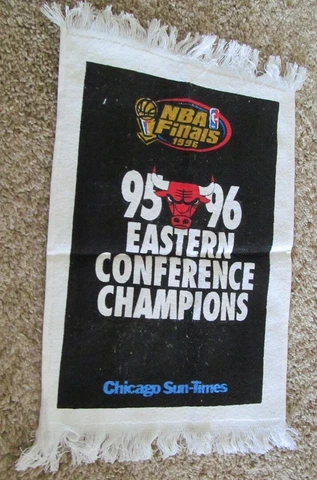 NBA
Finals
1996
95 96
EASTERN
CONFERENCE
CHAMPIONS
Chicago Sun-Times